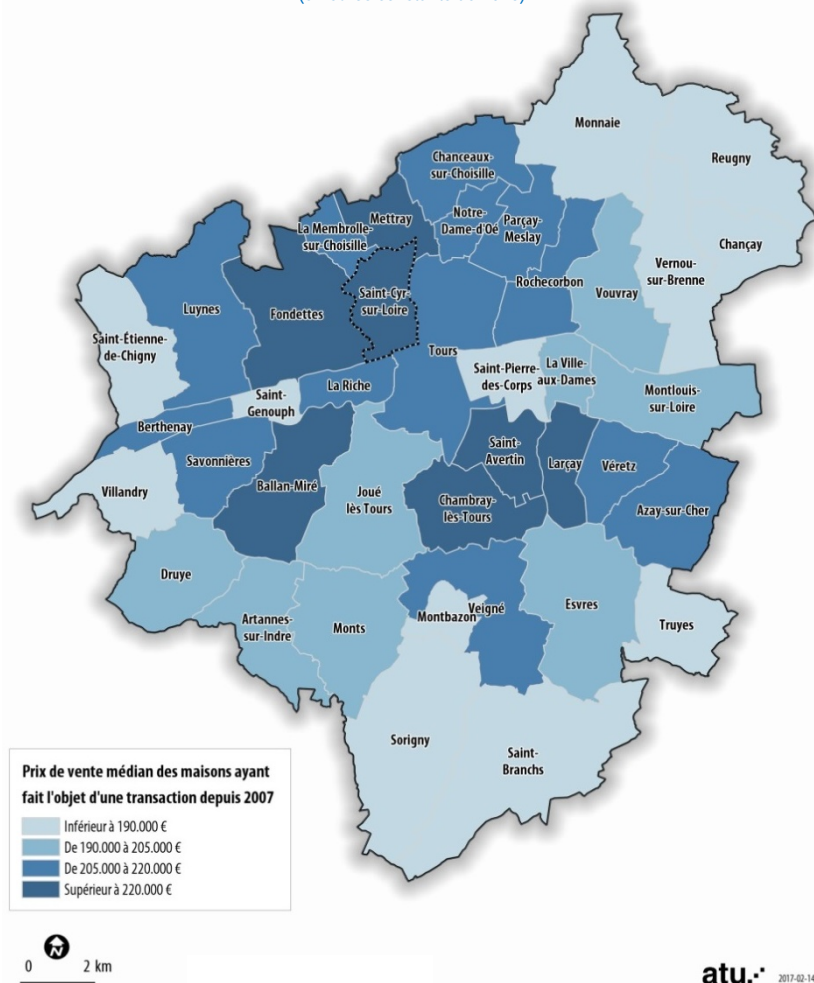 Monnaie
Reugny
Chanceaux-
sur-Choisille
Mettray
Notre-
Dame-d'Oé
Parçay-
Meslay
La Membrolle-
sur-Choisille
Chançay
Vernou-
sur-Brenne
Rochecorbon
Vouvray
Saint-Cyr-
sur-Loire
Luynes
Fondettes
Saint-Étienne-
de-Chigny
Tours
Saint-Pierre-
des-Corps
La Ville-
aux-Dames
Montlouis-
sur-Loire
La Riche
Saint-
Genouph
Berthenay
Savonnières
Saint-
Avertin
Larçay
Véretz
Villandry
Ballan-Miré
Joué
lès Tours
Chambray-
lès-Tours
Azay-sur-Cher
Druye
Esvres
Veigné
Montbazon
Artannes-
sur-Indre
Monts
Truyes
Sorigny
Saint-
Branchs
Prix de vente médian des maisons ayant
fait l'objet d'une transaction depuis 2007
Inférieur à 190.000 €
De 190.000 à 205.000 €
De 205.000 à 220.000 €
Supérieur à 220.000 €
N
0 2 km
atu
2017-02-14